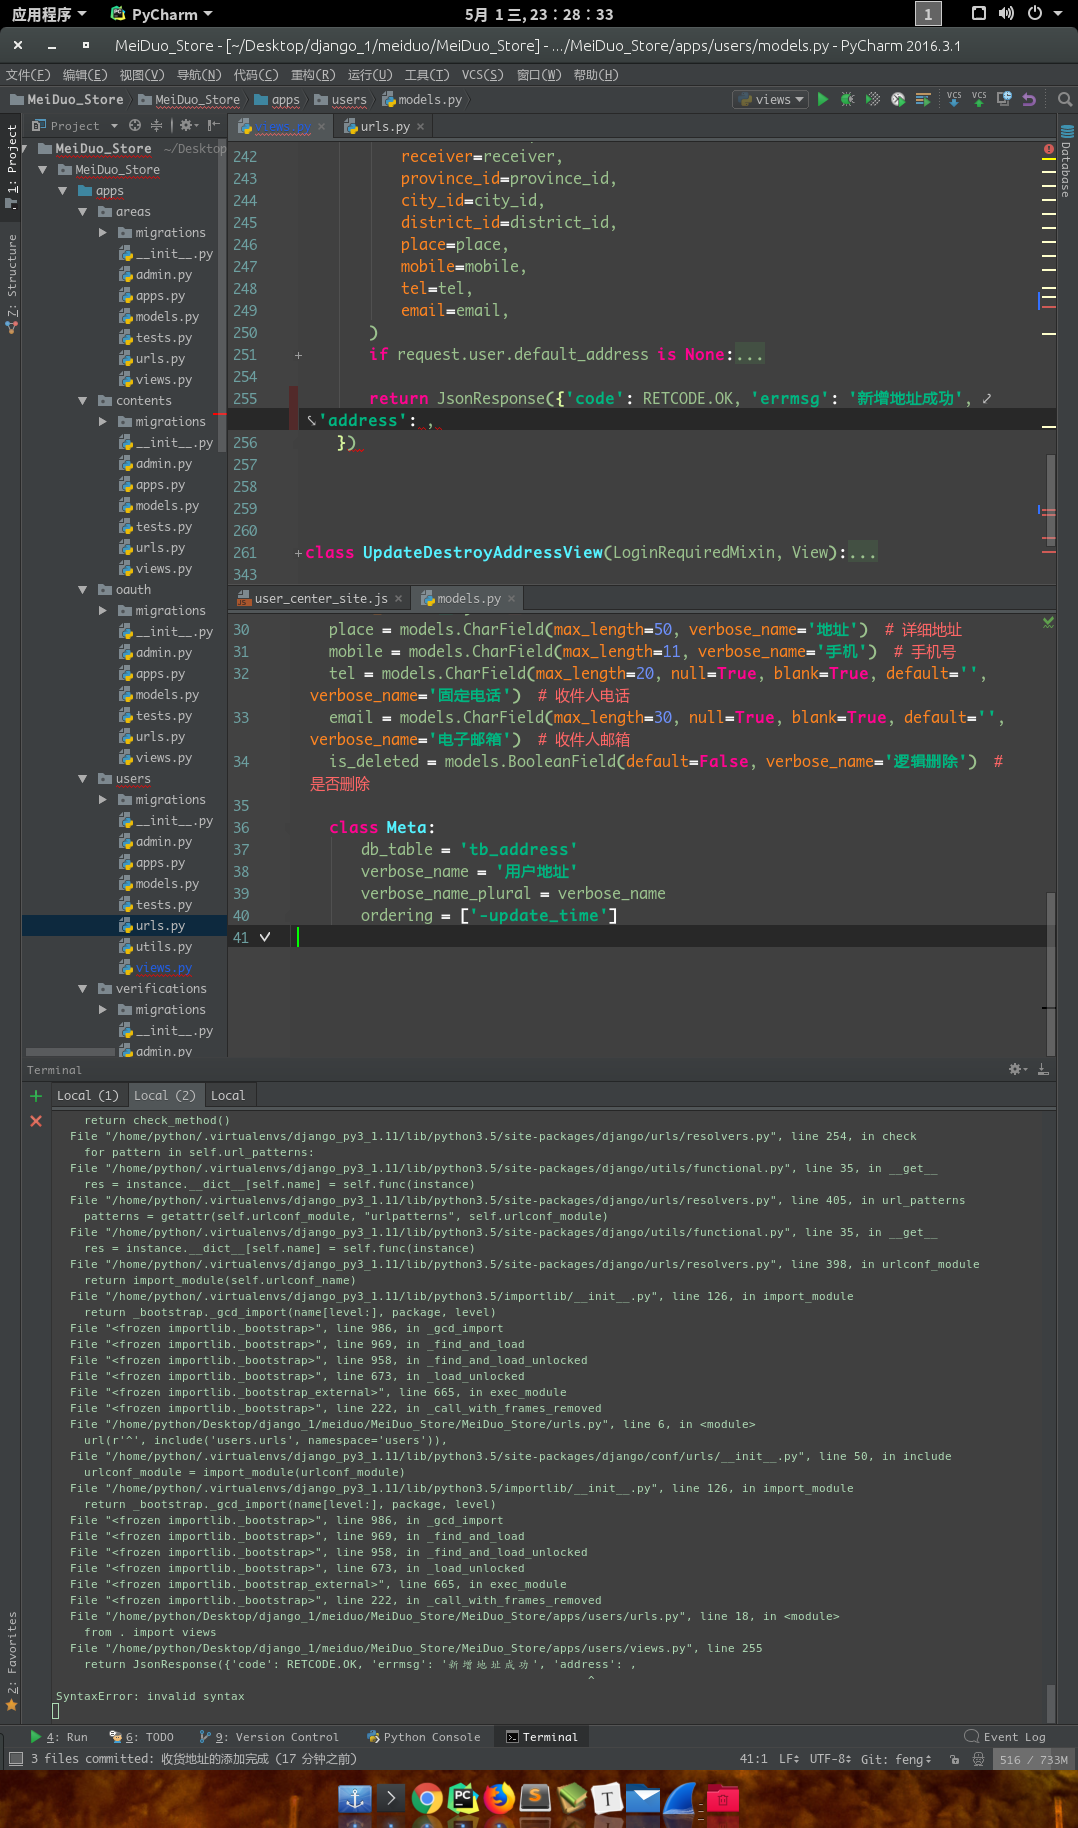 应用程序 PyCharm 5月 1 三, 23 : 28 : 33 1
MeiDuo_Store - [~/Desktop/django_1/meiduo/MeiDuo_Store] - .../MeiDuo_Store/apps/users/models.py - PyCharm 2016.3.1
文件(F) 编辑(E) 视图(V) 导航(N) 代码(C) 重构(R) 运行(U) 工具(T) VCS(S) 窗口(W) 帮助(H)
MeiDuo_Store MeiDuo_Store apps users models.py views VCS VCS
Project
views.py urls.py
1: Project
Z: Structure
2: Favorites
Database
MeiDuo_Store ~/Desktop
MeiDuo_Store
apps
areas
migrations
__init__.py
admin.py
apps.py
models.py
tests.py
urls.py
views.py
contents
migrations
__init__.py
admin.py
apps.py
models.py
tests.py
urls.py
views.py
oauth
migrations
__init__.py
admin.py
apps.py
models.py
tests.py
urls.py
views.py
users
migrations
__init__.py
admin.py
apps.py
models.py
tests.py
urls.py
utils.py
views.py
verifications
migrations
__init__.py
admin.py
242 receiver=receiver,
243 province_id=province_id,
244 city_id=city_id,
245 district_id=district_id,
246 place=place,
247 mobile=mobile,
248 tel=tel,
249 email=email,
250 )
251 if request.user.default_address is None:...
254
255 return JsonResponse({'code': RETCODE.OK, 'errmsg': '新增地址成功',
'address': ,
256 })
257
258
259
260
261 class UpdateDestroyAddressView(LoginRequiredMixin, View):...
343
user_center_site.js models.py
30 place = models.CharField(max_length=50, verbose_name='地址') # 详细地址
31 mobile = models.CharField(max_length=11, verbose_name='手机') # 手机号
32 tel = models.CharField(max_length=20, null=True, blank=True, default='',
verbose_name='固定电话') # 收件人电话
33 email = models.CharField(max_length=30, null=True, blank=True, default='',
verbose_name='电子邮箱') # 收件人邮箱
34 is_deleted = models.BooleanField(default=False, verbose_name='逻辑删除') #
是否删除
35
36 class Meta:
37 db_table = 'tb_address'
38 verbose_name = '用户地址'
39 verbose_name_plural = verbose_name
40 ordering = ['-update_time']
41
Terminal
Local (1) Local (2) Local
return check_method()
File "/home/python/.virtualenvs/django_py3_1.11/lib/python3.5/site-packages/django/urls/resolvers.py", line 254, in check
for pattern in self.url_patterns:
File "/home/python/.virtualenvs/django_py3_1.11/lib/python3.5/site-packages/django/utils/functional.py", line 35, in __get__
res = instance.__dict__[self.name] = self.func(instance)
File "/home/python/.virtualenvs/django_py3_1.11/lib/python3.5/site-packages/django/urls/resolvers.py", line 405, in url_patterns
patterns = getattr(self.urlconf_module, "urlpatterns", self.urlconf_module)
File "/home/python/.virtualenvs/django_py3_1.11/lib/python3.5/site-packages/django/utils/functional.py", line 35, in __get__
res = instance.__dict__[self.name] = self.func(instance)
File "/home/python/.virtualenvs/django_py3_1.11/lib/python3.5/site-packages/django/urls/resolvers.py", line 398, in urlconf_module
return import_module(self.urlconf_name)
File "/home/python/.virtualenvs/django_py3_1.11/lib/python3.5/importlib/__init__.py", line 126, in import_module
return _bootstrap._gcd_import(name[level:], package, level)
File "<frozen importlib._bootstrap>", line 986, in _gcd_import
File "<frozen importlib._bootstrap>", line 969, in _find_and_load
File "<frozen importlib._bootstrap>", line 958, in _find_and_load_unlocked
File "<frozen importlib._bootstrap>", line 673, in _load_unlocked
File "<frozen importlib._bootstrap_external>", line 665, in exec_module
File "<frozen importlib._bootstrap>", line 222, in _call_with_frames_removed
File "/home/python/Desktop/django_1/meiduo/MeiDuo_Store/MeiDuo_Store/urls.py", line 6, in <module>
url(r'^', include('users.urls', namespace='users')),
File "/home/python/.virtualenvs/django_py3_1.11/lib/python3.5/site-packages/django/conf/urls/__init__.py", line 50, in include
urlconf_module = import_module(urlconf_module)
File "/home/python/.virtualenvs/django_py3_1.11/lib/python3.5/importlib/__init__.py", line 126, in import_module
return _bootstrap._gcd_import(name[level:], package, level)
File "<frozen importlib._bootstrap>", line 986, in _gcd_import
File "<frozen importlib._bootstrap>", line 969, in _find_and_load
File "<frozen importlib._bootstrap>", line 958, in _find_and_load_unlocked
File "<frozen importlib._bootstrap>", line 673, in _load_unlocked
File "<frozen importlib._bootstrap_external>", line 665, in exec_module
File "<frozen importlib._bootstrap>", line 222, in _call_with_frames_removed
File "/home/python/Desktop/django_1/meiduo/MeiDuo_Store/MeiDuo_Store/apps/users/urls.py", line 18, in <module>
from . import views
File "/home/python/Desktop/django_1/meiduo/MeiDuo_Store/MeiDuo_Store/apps/users/views.py", line 255
return JsonResponse({'code': RETCODE.OK, 'errmsg': '新增地址成功', 'address': ,
^
SyntaxError: invalid syntax
4: Run 6: TODO 9: Version Control Python Console Terminal Event Log
3 files committed: 收货地址的添加完成 (17 分钟之前) 41:1 LF÷ UTF-8÷ Git: feng÷ 516 / 733M